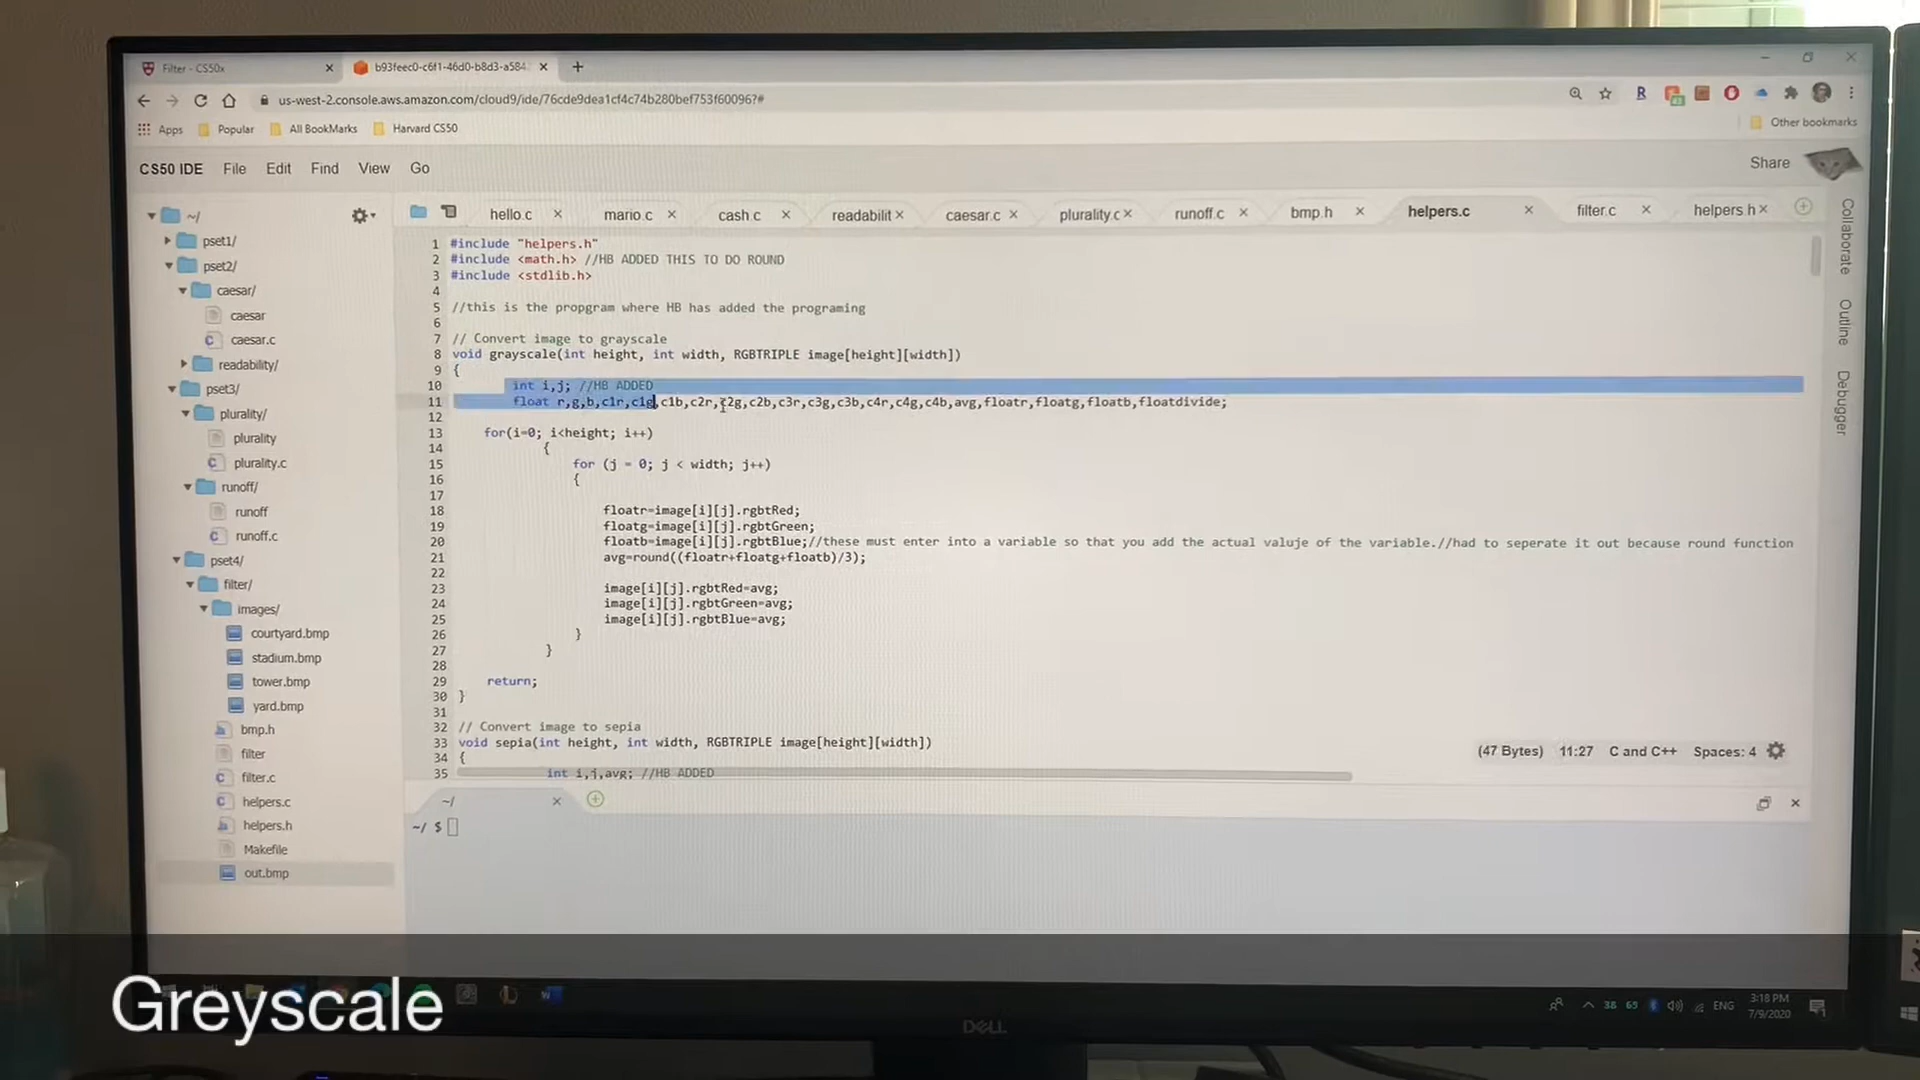 Filter - CS50x
b93feec0-c6f1-46d0-b8d3-a584
us-west-2.console.aws.amazon.com/cloud9/ide/76cde9dea1cf4c74b280bef753f60096?#
Apps Popular All BookMarks Harvard CS50 Other bookmarks
CS50 IDE File Edit Find View Go Share
hello.c mario.c cash.c readabilit caesar.c plurality.c runoff.c bmp.h helpers.c filter.c helpers.h
~/
pset1/
pset2/
caesar/
caesar
caesar.c
readability/
pset3/
plurality/
plurality
plurality.c
runoff/
runoff
runoff.c
pset4/
filter/
images/
courtyard.bmp
stadium.bmp
tower.bmp
yard.bmp
bmp.h
filter
filter.c
helpers.c
helpers.h
Makefile
out.bmp
1 #include "helpers.h"
2 #include <math.h> //HB ADDED THIS TO DO ROUND
3 #include <stdlib.h>
4
5 //this is the propgram where HB has added the programing
6
7 // Convert image to grayscale
8 void grayscale(int height, int width, RGBTRIPLE image[height][width])
9 {
10 int i,j; //HB ADDED
11 float r,g,b,c1r,c1g,c1b,c2r,c2g,c2b,c3r,c3g,c3b,c4r,c4g,c4b,avg,floatr,floatg,floatb,floatdivide;
12
13 for(i=0; i<height; i++)
14 {
15 for (j = 0; j < width; j++)
16 {
17
18 floatr=image[i][j].rgbtRed;
19 floatg=image[i][j].rgbtGreen;
20 floatb=image[i][j].rgbtBlue;//these must enter into a variable so that you add the actual valuje of the variable.//had to seperate it out because round function
21 avg=round((floatr+floatg+floatb)/3);
22
23 image[i][j].rgbtRed=avg;
24 image[i][j].rgbtGreen=avg;
25 image[i][j].rgbtBlue=avg;
26 }
27 }
28
29 return;
30 }
31
32 // Convert image to sepia
33 void sepia(int height, int width, RGBTRIPLE image[height][width])
34 {
35 int i,j,avg; //HB ADDED
(47 Bytes) 11:27 C and C++ Spaces: 4
Collaborate
Outline
Debugger
~/
~/ $
ENG
3:18 PM
7/9/2020
DELL
Greyscale